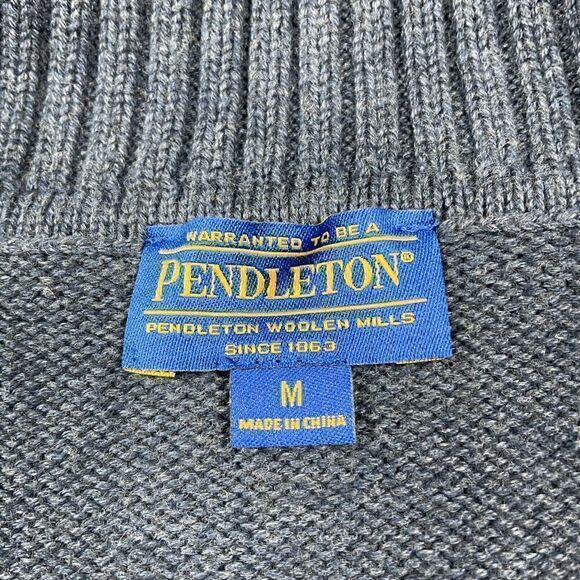 WARRANTED TO BE A
PENDLETON®
PENDLETON WOOLEN MILLS
SINCE 1863
M
MADE IN CHINA